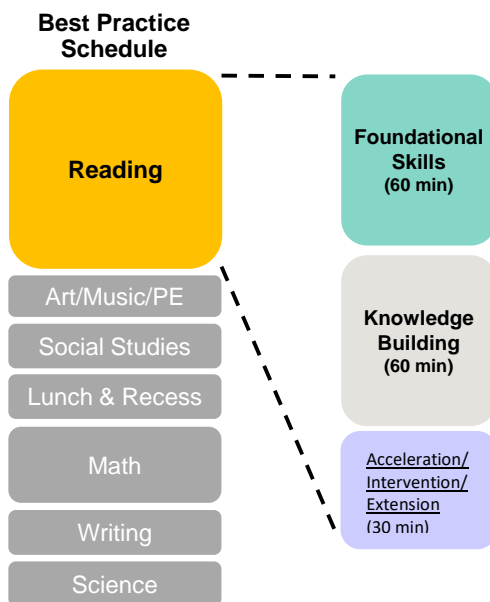 Best Practice
Schedule
Reading
Art/Music/PE
Social Studies
Lunch & Recess
Math
Writing
Science
Foundational
Skills
(60 min)
Knowledge
Building
(60 min)
Acceleration/
Intervention/
Extension
(30 min)